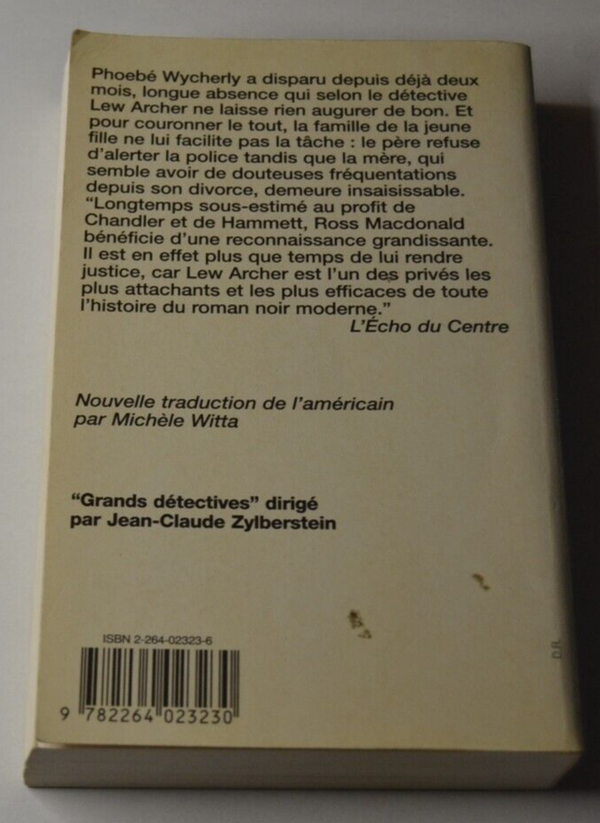 Phoebé Wycherly a disparu depuis déjà deux
mois, longue absence qui selon le détective
Lew Archer ne laisse rien augurer de bon. Et
pour couronner le tout, la famille de la jeune
fille ne lui facilite pas la tâche : le père refuse
d'alerter la police tandis que la mère, qui
semble avoir de douteuses fréquentations
depuis son divorce, demeure insaisissable.
“Longtemps sous-estimé au profit de
Chandler et de Hammett, Ross Macdonald
bénéficie d'une reconnaissance grandissante.
Il est en effet plus que temps de lui rendre
justice, car Lew Archer est l'un des privés les
plus attachants et les plus efficaces de toute
l'histoire du roman noir moderne.”
L'Écho du Centre
Nouvelle traduction de l'américain
par Michèle Witta
“Grands détectives” dirigé
par Jean-Claude Zylberstein
ISBN 2-264-02323-6
9 782264 023230
D.R.